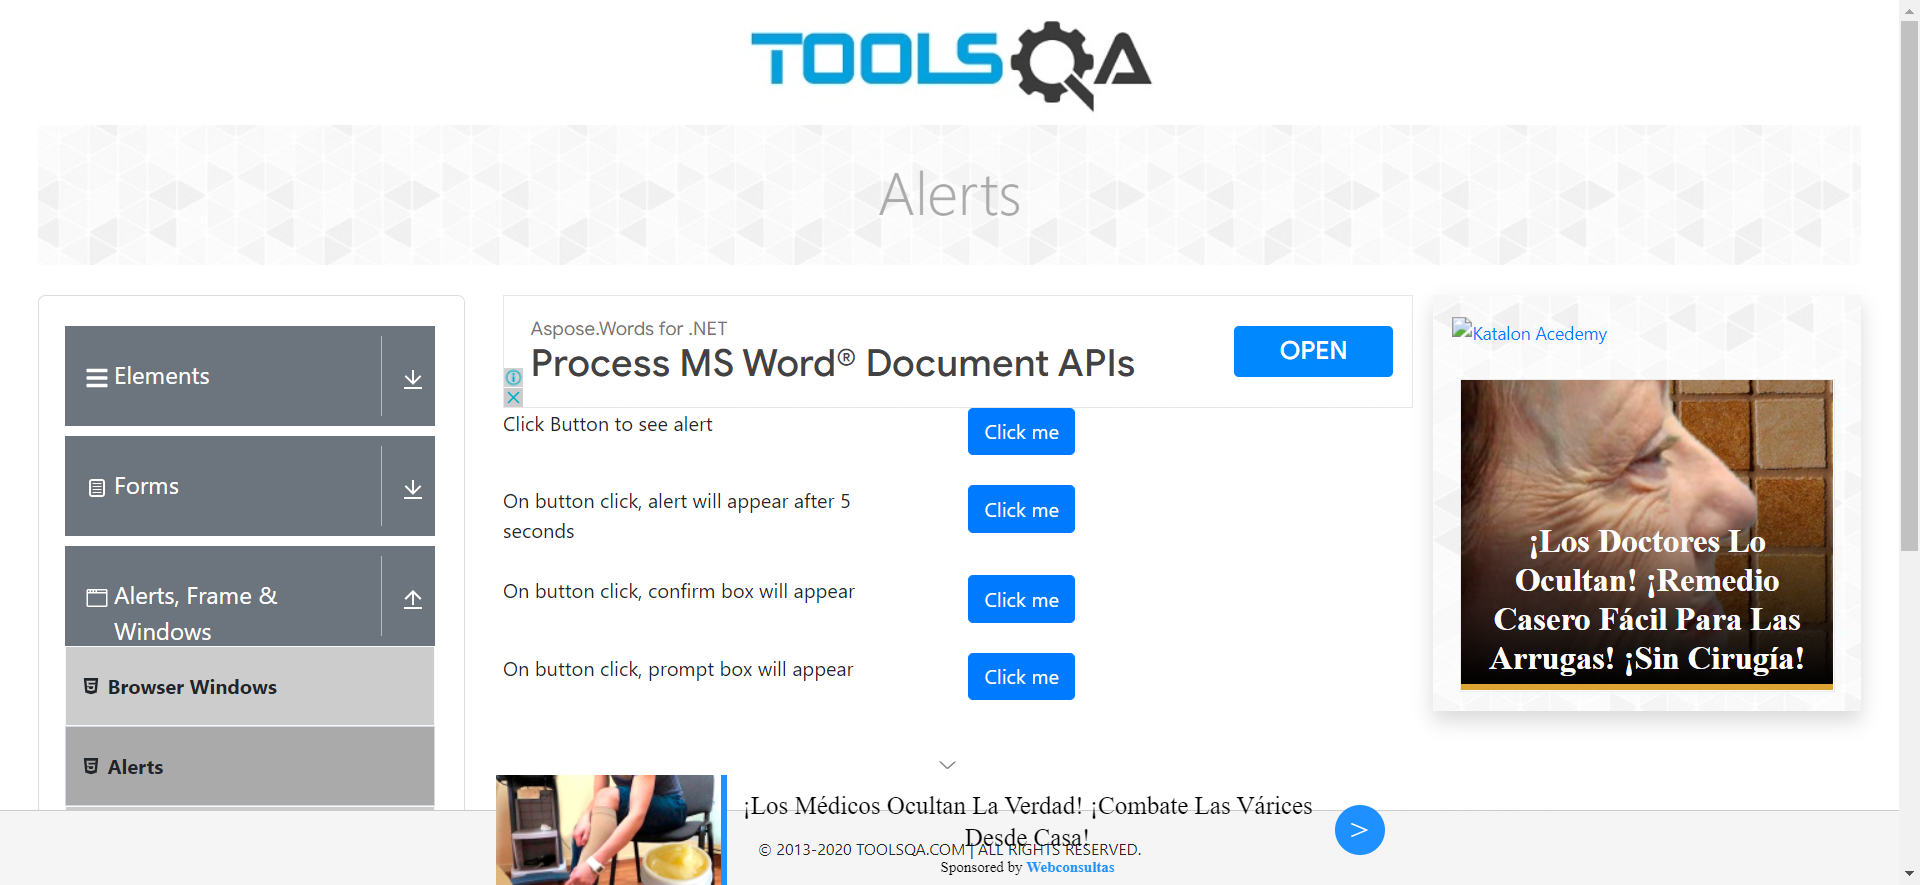 TOOLSQA
Alerts
Elements
Forms
Alerts, Frame &
Windows
Browser Windows
Alerts
Aspose.Words for .NET
Process MS Word® Document APIs
OPEN
Click Button to see alert
Click me
On button click, alert will appear after 5
seconds
Click me
On button click, confirm box will appear
Click me
On button click, prompt box will appear
Click me
Katalon Acedemy
¡Los Doctores Lo
Ocultan! ¡Remedio
Casero Fácil Para Las
Arrugas! ¡Sin Cirugía!
¡Los Médicos Ocultan La Verdad! ¡Combate Las Várices
Desde Casa!
>
© 2013-2020 TOOLSQA.COM | ALL RIGHTS RESERVED.
Sponsored by Webconsultas